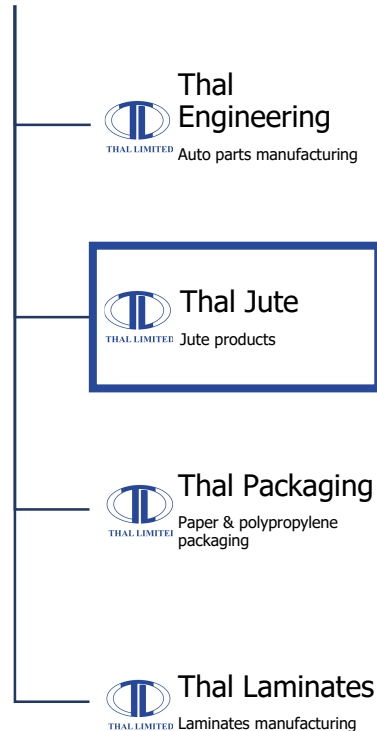 Thal
Engineering
THAL LIMITED
Auto parts manufacturing
Thal Jute
THAL LIMITED
Jute products
Thal Packaging
THAL LIMITE
Paper & polypropylene
packaging
Thal Laminates
THAL LIMITED
Laminates manufacturing